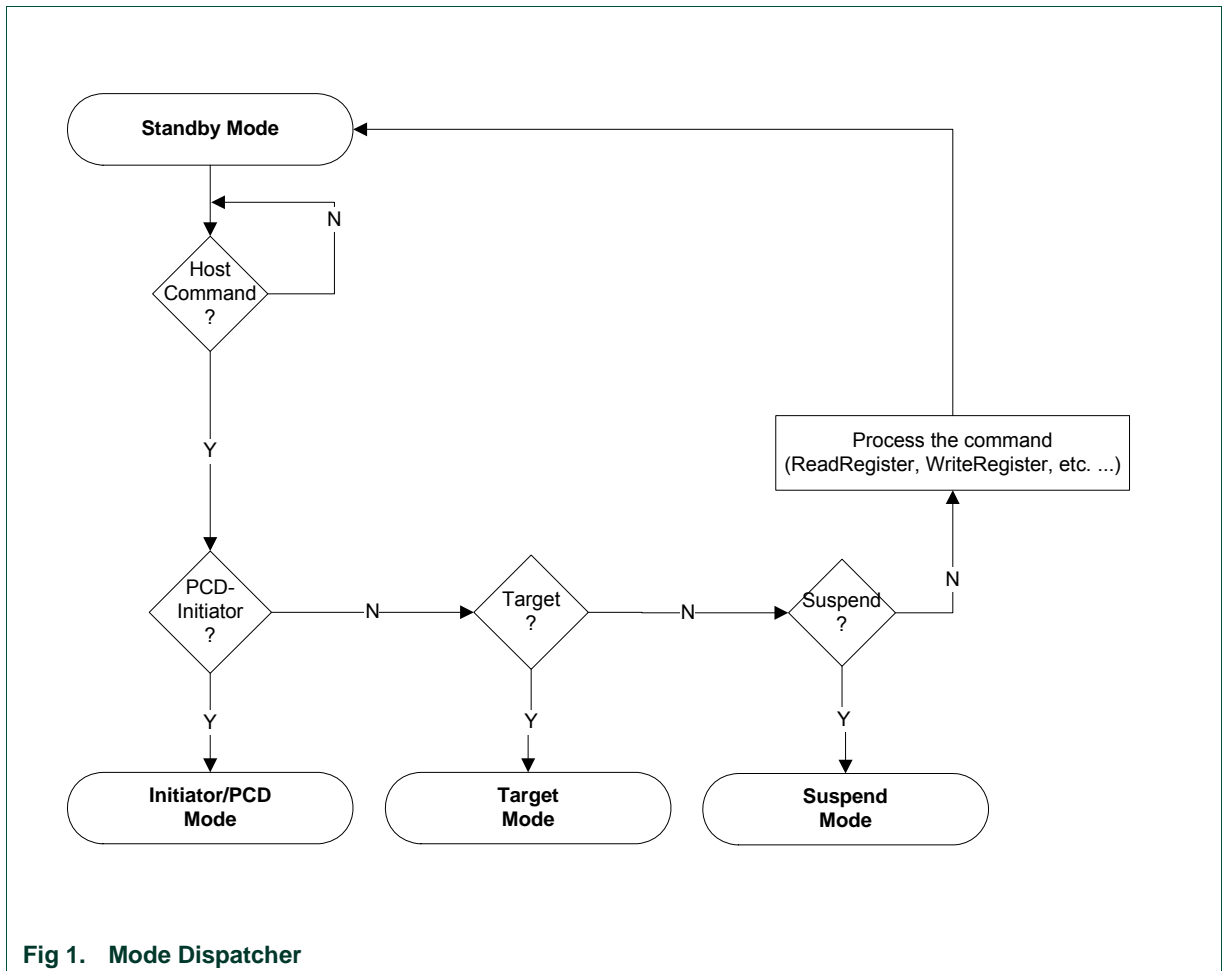 Standby Mode
N
Host
Command
?
Y
Process the command
(ReadRegister, WriteRegister, etc. ...)
PCD-
Initiator
?
N
Target
?
N
Suspend
?
N
Y
Y
Y
Initiator/PCD
Mode
Target
Mode
Suspend
Mode
Fig 1. Mode Dispatcher